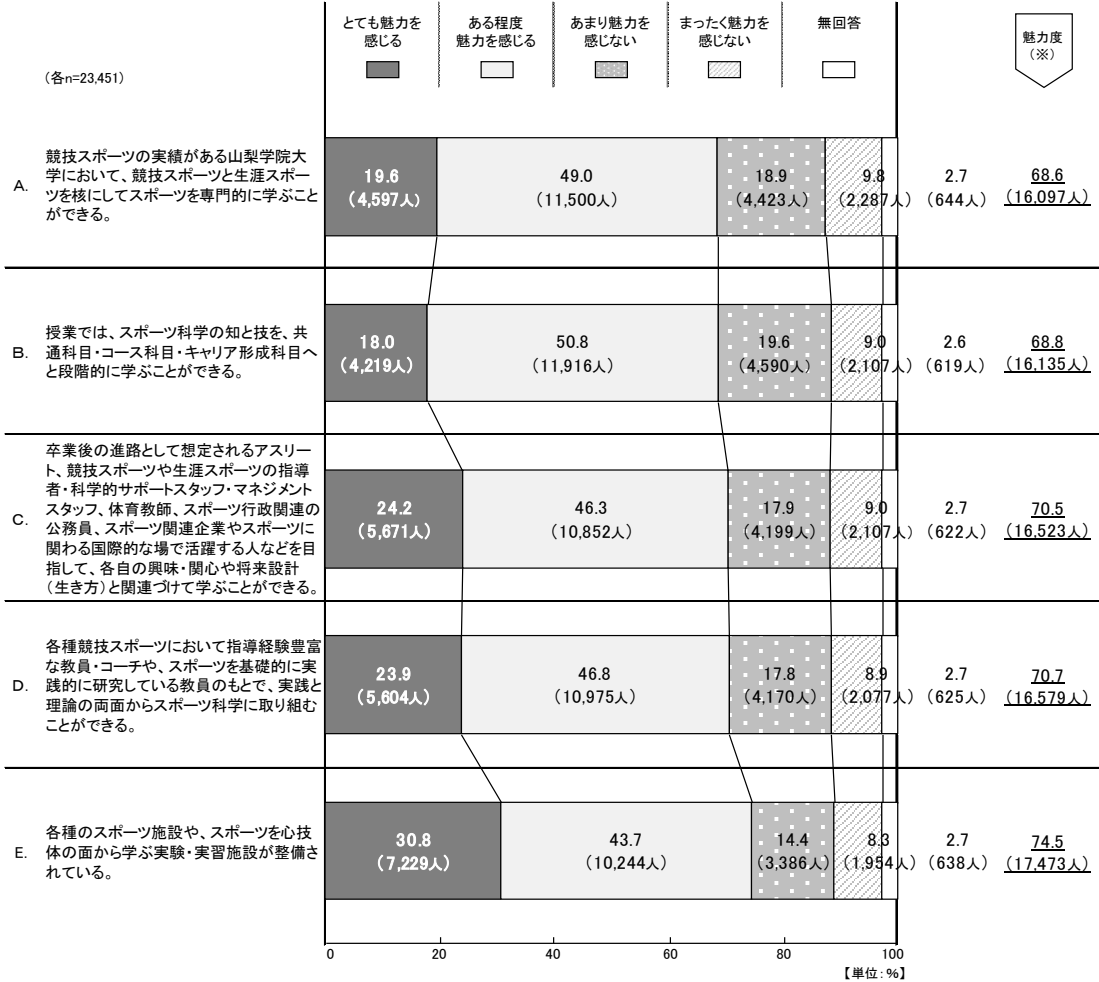 とても魅力を
感じる
ある程度
魅力を感じる
あまり魅力を
感じない
まったく魅力を
感じない
無回答
魅力度
（※）
（各n=23,451）
A.
競技スポーツの実績がある山梨学院大
学において、競技スポーツと生涯スポー
ツを核にしてスポーツを専門的に学ぶこと
ができる。
19.6 49.0 18.9 9.8 2.7 68.6
(4,597人) (11,500人) (4,423人) (2,287人) (644人) (16,097人)
B.
授業では、スポーツ科学の知と技を、共
通科目・コース科目・キャリア形成科目へ
と段階的に学ぶことができる。
18.0 50.8 19.6 9.0 2.6 68.8
(4,219人) (11,916人) (4,590人) (2,107人) (619人) (16,135人)
C.
卒業後の進路として想定されるアスリー
ト、競技スポーツや生涯スポーツの指導
者・科学的サポートスタッフ・マネジメント
スタッフ、体育教師、スポーツ行政関連の
公務員、スポーツ関連企業やスポーツに
関わる国際的な場で活躍する人などを目
指して、各自の興味・関心や将来設計
（生き方）と関連づけて学ぶことができる。
24.2 46.3 17.9 9.0 2.7 70.5
(5,671人) (10,852人) (4,199人) (2,107人) (622人) (16,523人)
D.
各種競技スポーツにおいて指導経験豊富
な教員・コーチや、スポーツを基礎的に実
践的に研究している教員のもとで、実践と
理論の両面からスポーツ科学に取り組む
ことができる。
23.9 46.8 17.8 8.9 2.7 70.7
(5,604人) (10,975人) (4,170人) (2,077人) (625人) (16,579人)
E.
各種のスポーツ施設や、スポーツを心技
体の面から学ぶ実験・実習施設が整備さ
れている。
30.8 43.7 14.4 8.3 2.7 74.5
(7,229人) (10,244人) (3,386人) (1,954人) (638人) (17,473人)
0 20 40 60 80 100
【単位：%】